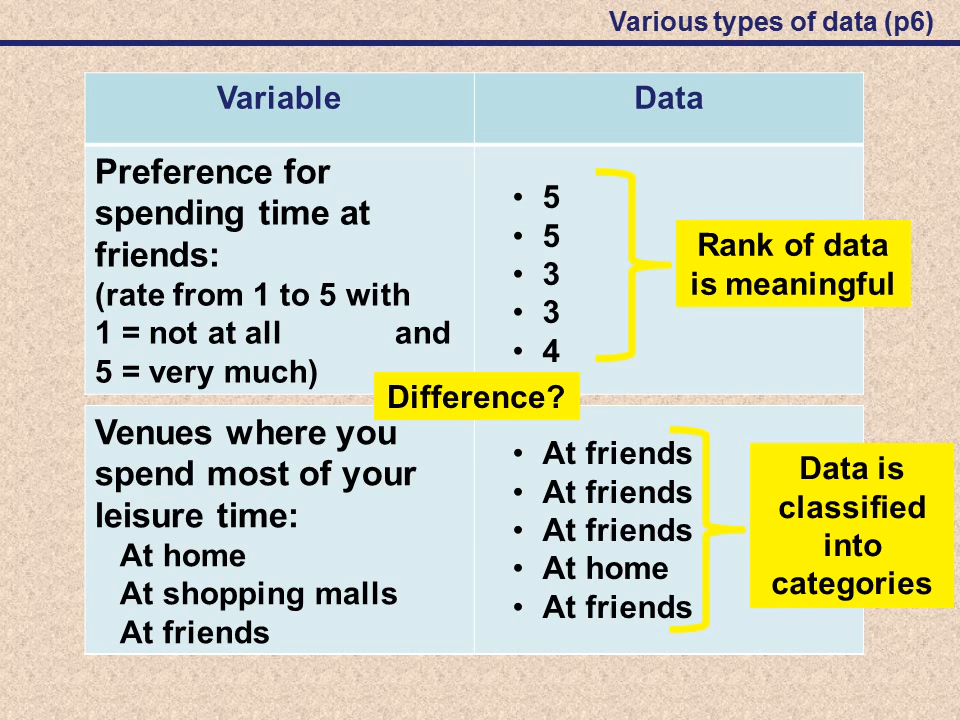 Various types of data (p6)
Variable
Data
Preference for
spending time at
friends:
(rate from 1 to 5 with
1 = not at all and
5 = very much)
• 5
• 5
• 3
• 3
• 4
Rank of data
is meaningful
Difference?
Venues where you
spend most of your
leisure time:
At home
At shopping malls
At friends
• At friends
• At friends
• At friends
• At home
• At friends
Data is
classified
into
categories